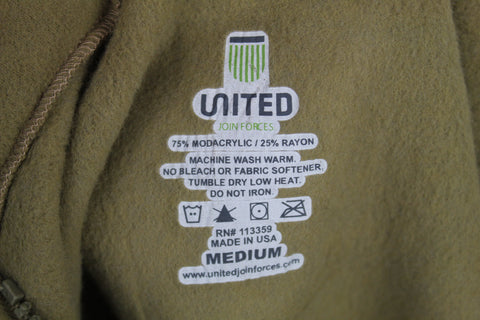 UNITED
JOIN FORCES
75% MODACRYLIC / 25% RAYON
MACHINE WASH WARM.
NO BLEACH OR FABRIC SOFTENER.
TUMBLE DRY LOW HEAT.
DO NOT IRON.
RN# 113359
MADE IN USA
MEDIUM
www.unitedjoinforces.com